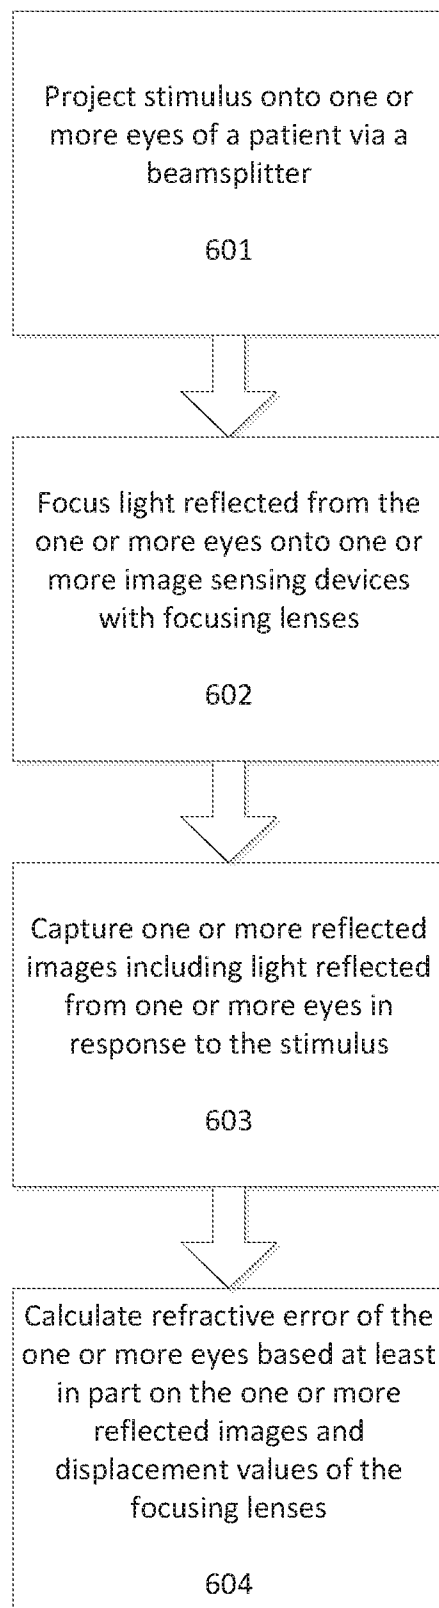 Project stimulus onto one or
more eyes of a patient via a
beamsplitter
601
Focus light reflected from the
one or more eyes onto one or
more image sensing devices
with focusing lenses
602
Capture one or more reflected
images including light reflected
from one or more eyes in
response to the stimulus
603
Calculate refractive error of the
one or more eyes based at least
in part on the one or more
reflected images and
displacement values of the
focusing lenses
604